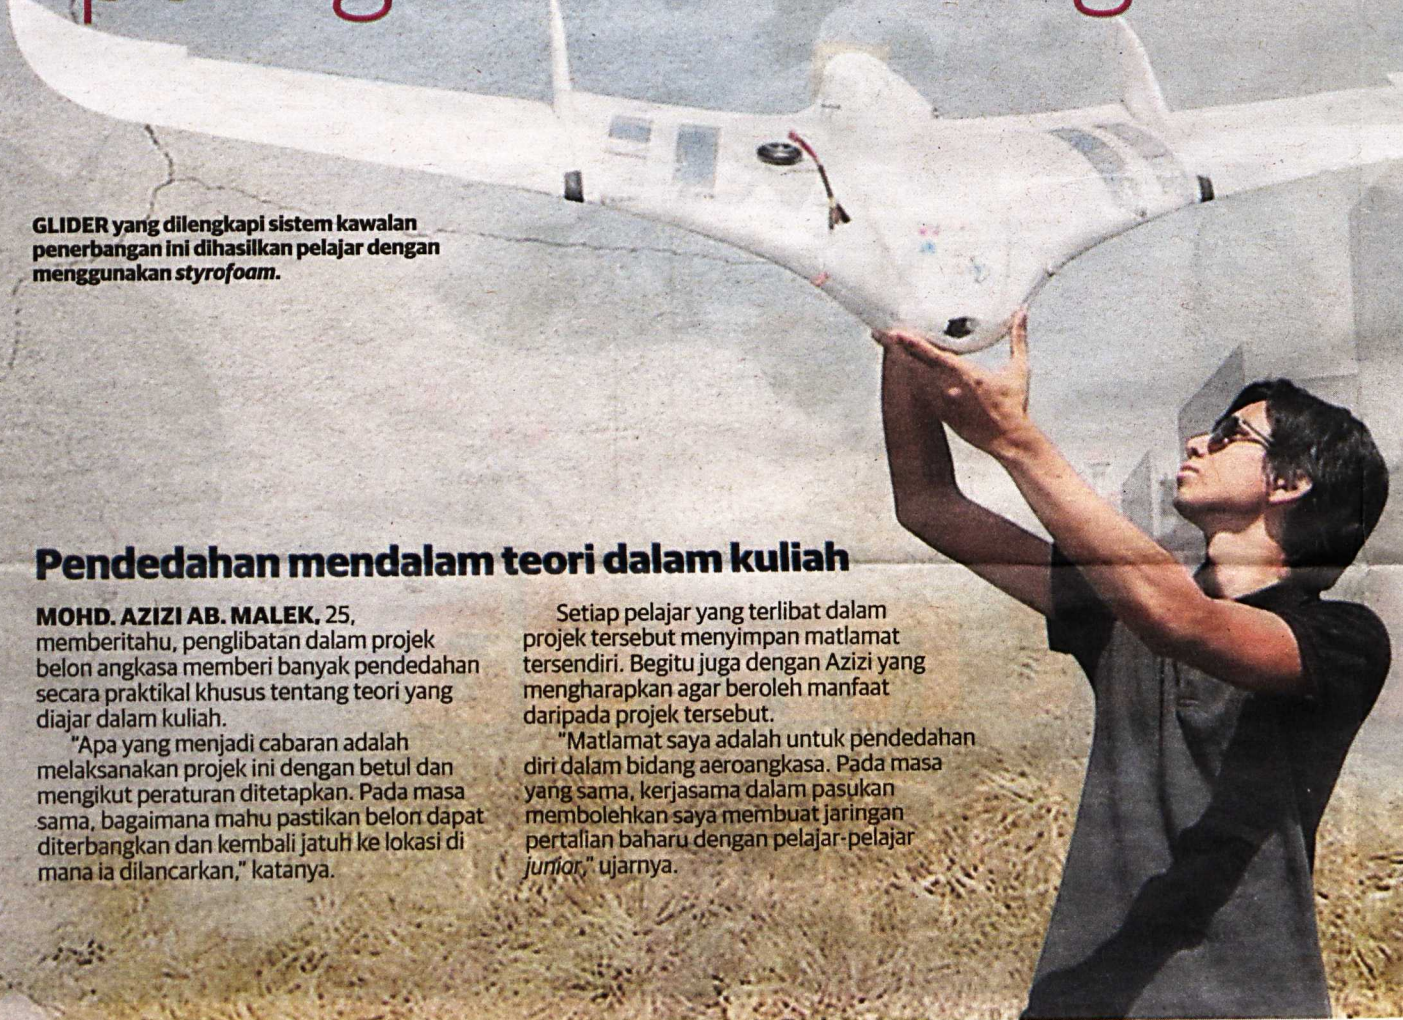 GLIDER yang dilengkapi sistem kawalan
penerbangan ini dihasilkan pelajar dengan
menggunakan styrofoam.
Pendedahan mendalam teori dalam kuliah
MOHD. AZIZI AB. MALEK, 25,
memberitahu, penglibatan dalam projek
belon angkasa memberi banyak pendedahan
secara praktikal khusus tentang teori yang
diajar dalam kuliah.
"Apa yang menjadi cabaran adalah
melaksanakan projek ini dengan betul dan
mengikut peraturan ditetapkan. Pada masa
sama, bagaimana mahu pastikan belon dapat
diterbangkan dan kembali jatuh ke lokasi di
mana ia dilancarkan," katanya.
Setiap pelajar yang terlibat dalam
projek tersebut menyimpan matlamat
tersendiri. Begitu juga dengan Azizi yang
mengharapkan agar beroleh manfaat
daripada projek tersebut.
"Matlamat saya adalah untuk pendedahan
diri dalam bidang aeroangkasa. Pada masa
yang sama, kerjasama dalam pasukan
membolehkan saya membuat jaringan
pertalian baharu dengan pelajar-pelajar
junior," ujarnya.